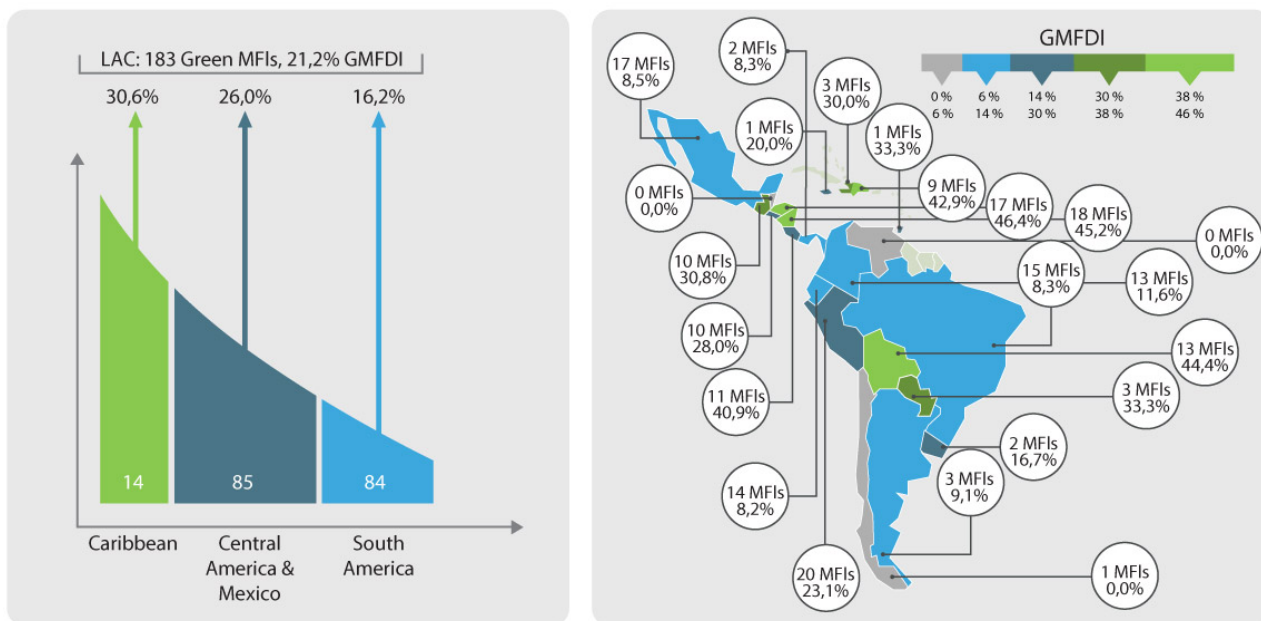 LAC: 183 Green MFIs, 21,2% GMFDI
30,6%
26,0%
16,2%
14
85
84
Caribbean
Central
America &
Mexico
South
America
GMFDI
0 %
6 %
14 %
30 %
38 %
6 %
14 %
30 %
38 %
46 %
17 MFIs
8,5%
2 MFIs
8,3%
3 MFIs
30,0%
1 MFIs
20,0%
1 MFIs
33,3%
0 MFIs
0,0%
9 MFIs
42,9%
17 MFIs
46,4%
18 MFIs
45,2%
0 MFIs
0,0%
10 MFIs
30,8%
15 MFIs
8,3%
13 MFIs
11,6%
10 MFIs
28,0%
13 MFIs
44,4%
11 MFIs
40,9%
3 MFIs
33,3%
2 MFIs
16,7%
14 MFIs
8,2%
3 MFIs
9,1%
20 MFIs
23,1%
1 MFIs
0,0%